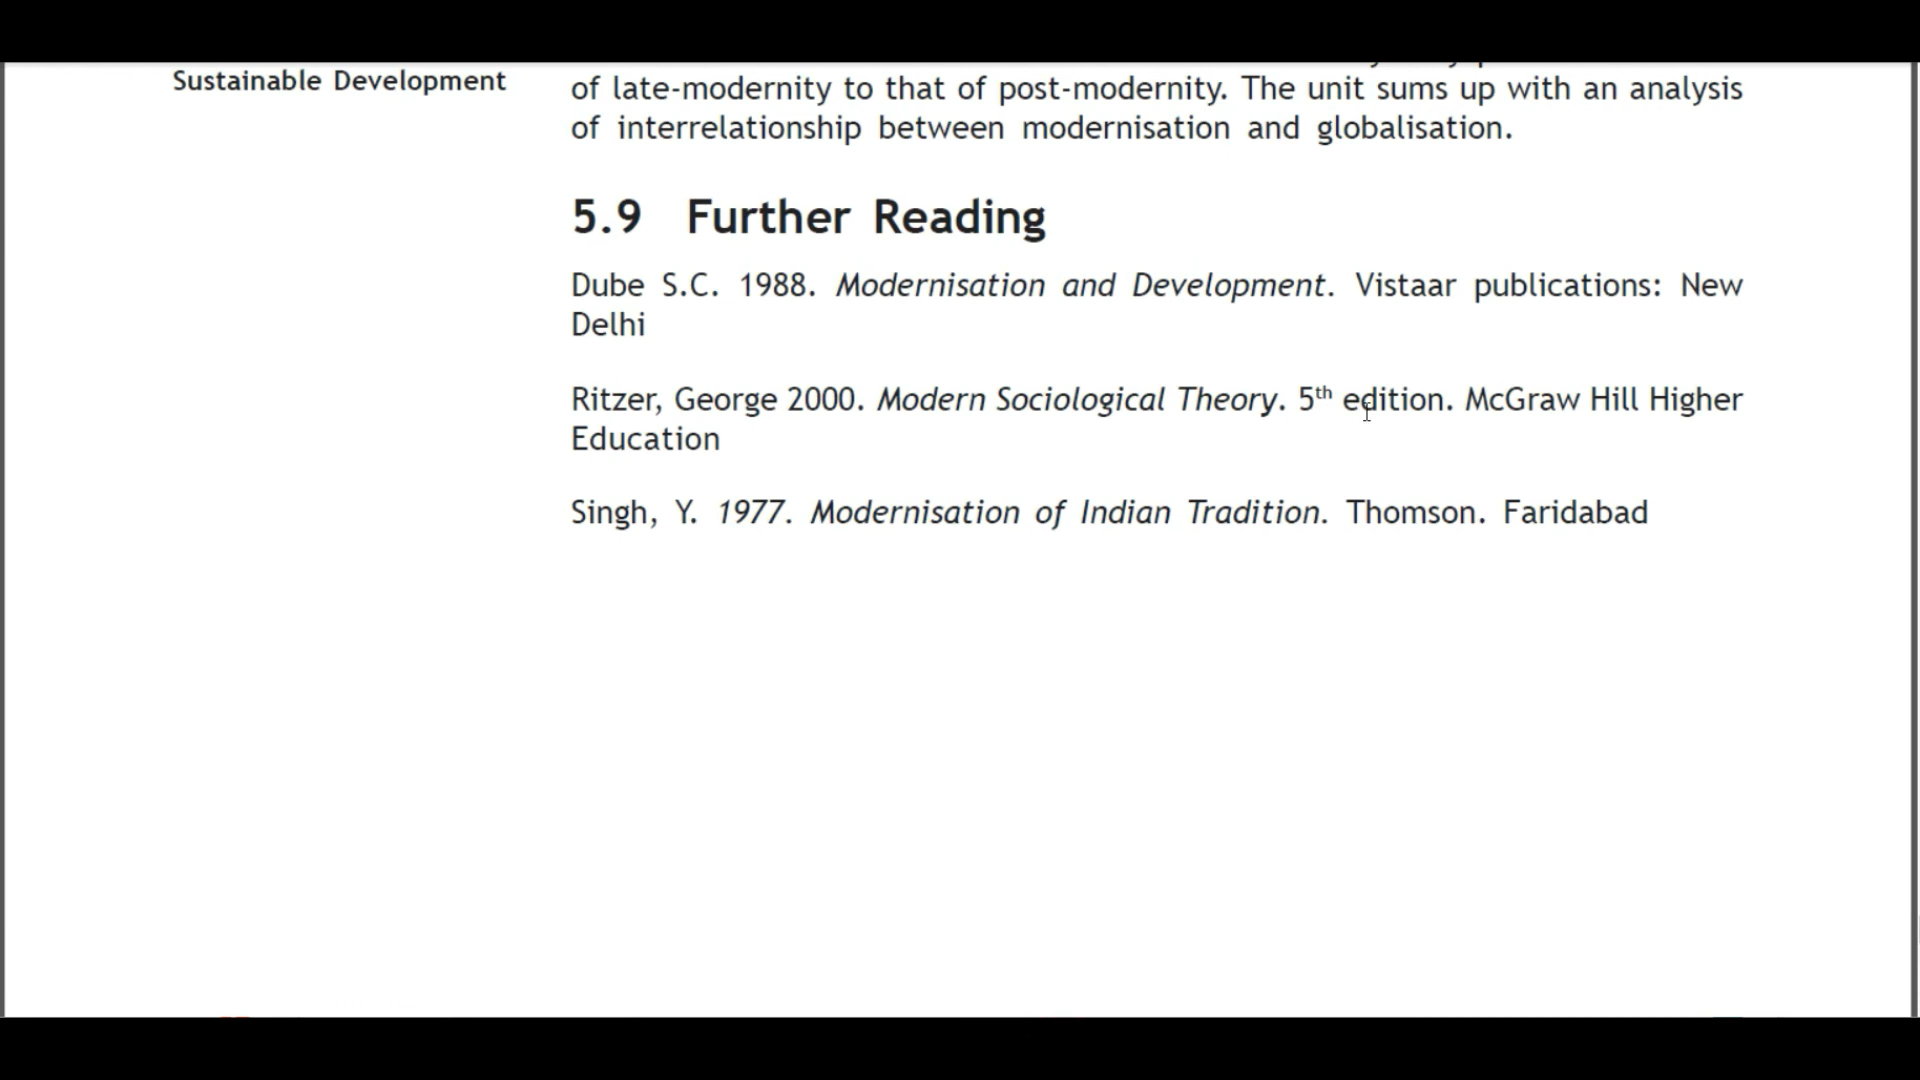 Sustainable Development
of late-modernity to that of post-modernity. The unit sums up with an analysis
of interrelationship between modernisation and globalisation.
5.9 Further Reading
Dube S.C. 1988. Modernisation and Development. Vistaar publications: New
Delhi
Ritzer, George 2000. Modern Sociological Theory. 5th edition. McGraw Hill Higher
Education
Singh, Y. 1977. Modernisation of Indian Tradition. Thomson. Faridabad